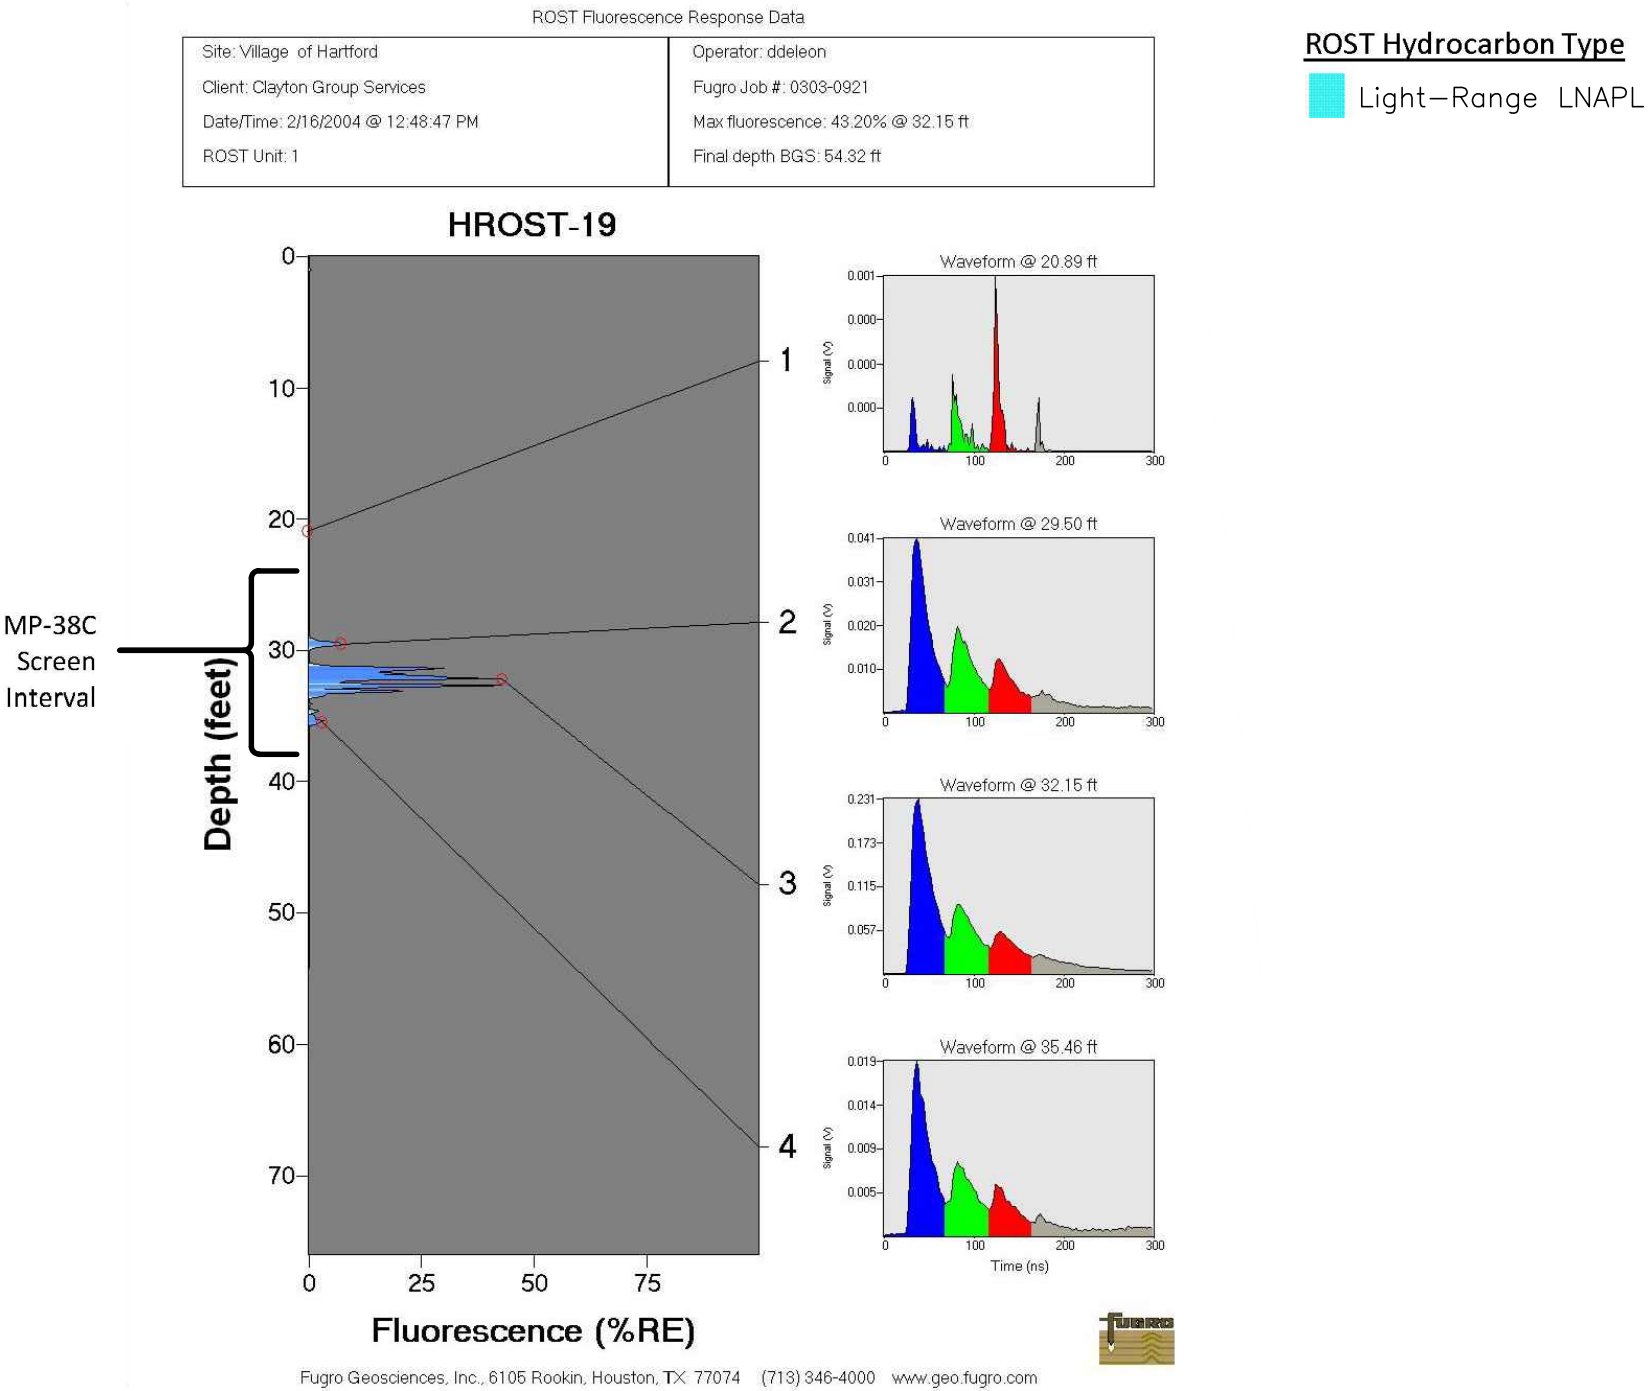 ROST Fluorescence Response Data
Site: Village of Hartford
Client: Clayton Group Services
Date/Time: 2/16/2004 @ 12:48:47 PM
ROST Unit: 1
Operator: ddeleon
Fugro Job #: 0303-0921
Max fluorescence: 43.20% @ 32.15 ft
Final depth BGS: 54.32 ft
ROST Hydrocarbon Type
Light-Range LNAPL
HROST-19
0
10
20
30
40
50
60
70
Depth (feet)
MP-38C
Screen
Interval
1
2
3
4
0 25 50 75
Fluorescence (%RE)
Waveform @ 20.89 ft
0.001
0.000
0.000
0.000
Signal (V)
0 100 200 300
Waveform @ 29.50 ft
0.041
0.031
0.020
0.010
Signal (V)
0 100 200 300
Waveform @ 32.15 ft
0.231
0.173
0.115
0.057
Signal (V)
0 100 200 300
Waveform @ 35.46 ft
0.019
0.014
0.009
0.005
Signal (V)
0 100 200 300
Time (ns)
fugro
Fugro Geosciences, Inc., 6105 Rookin, Houston, TX 77074 (713) 346-4000 www.geo.fugro.com